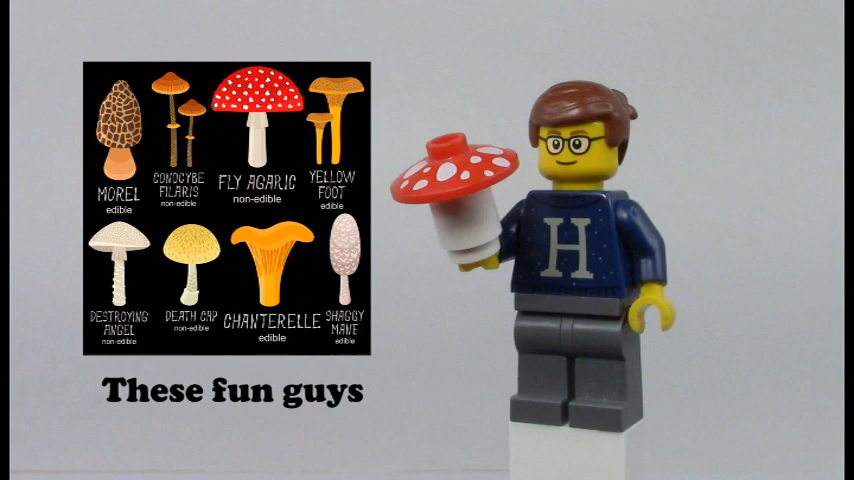 MOREL
edible
CONOCYBE
FILARIS
non-edible
FLY AGARIC
non-edible
YELLOW
FOOT
edible
DESTROYING
ANGEL
non-edible
DEATH CAP
non-edible
CHANTERELLE
edible
SHAGGY
MANE
edible
These fun guys
H